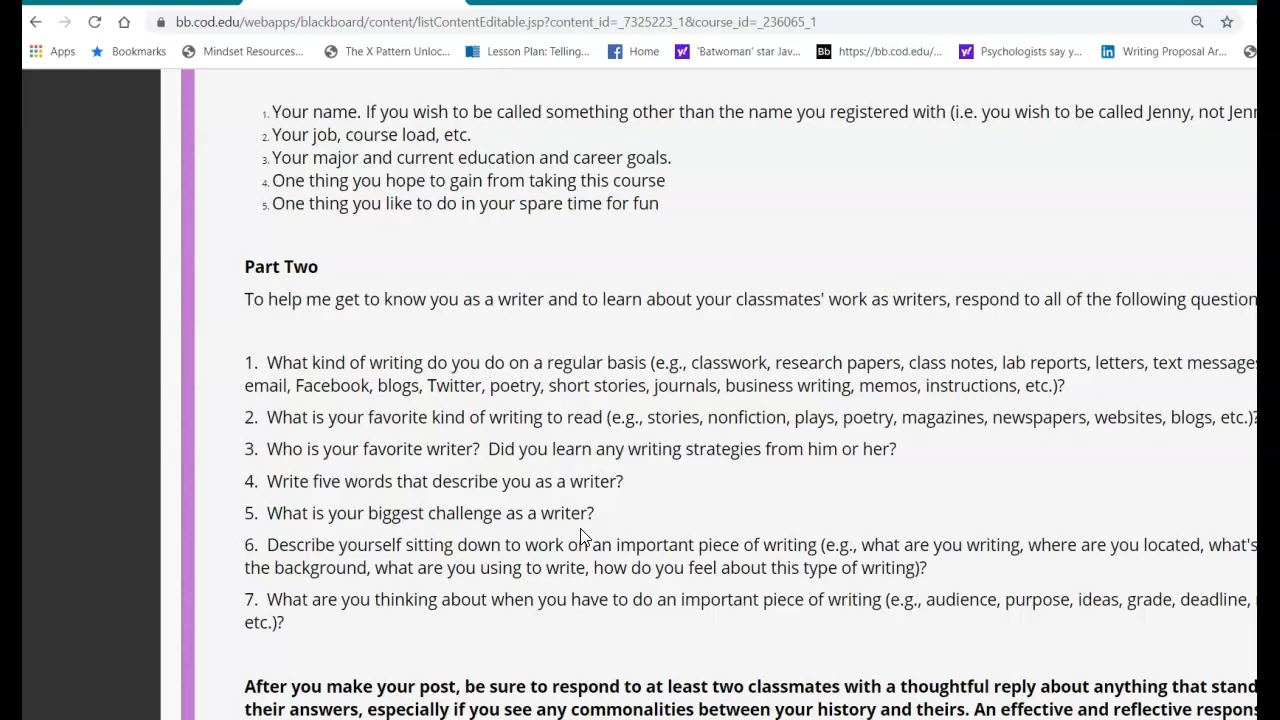 bb.cod.edu/webapps/blackboard/content/listContentEditable.jsp?content_id=_7325223_1&course_id=_236065_1
Apps Bookmarks Mindset Resources... The X Pattern Unloc... Lesson Plan: Telling... Home 'Batwoman' star Jav... Bb https://bb.cod.edu/... Psychologists say y... Writing Proposal Ar...
1. Your name. If you wish to be called something other than the name you registered with (i.e. you wish to be called Jenny, not Jenn
2. Your job, course load, etc.
3. Your major and current education and career goals.
4. One thing you hope to gain from taking this course
5. One thing you like to do in your spare time for fun
Part Two
To help me get to know you as a writer and to learn about your classmates' work as writers, respond to all of the following question
1. What kind of writing do you do on a regular basis (e.g., classwork, research papers, class notes, lab reports, letters, text messages
email, Facebook, blogs, Twitter, poetry, short stories, journals, business writing, memos, instructions, etc.)?
2. What is your favorite kind of writing to read (e.g., stories, nonfiction, plays, poetry, magazines, newspapers, websites, blogs, etc.)?
3. Who is your favorite writer? Did you learn any writing strategies from him or her?
4. Write five words that describe you as a writer?
5. What is your biggest challenge as a writer?
6. Describe yourself sitting down to work on an important piece of writing (e.g., what are you writing, where are you located, what's
the background, what are you using to write, how do you feel about this type of writing)?
7. What are you thinking about when you have to do an important piece of writing (e.g., audience, purpose, ideas, grade, deadline,
etc.)?
After you make your post, be sure to respond to at least two classmates with a thoughtful reply about anything that stand
their answers, especially if you see any commonalities between your history and theirs. An effective and reflective respons